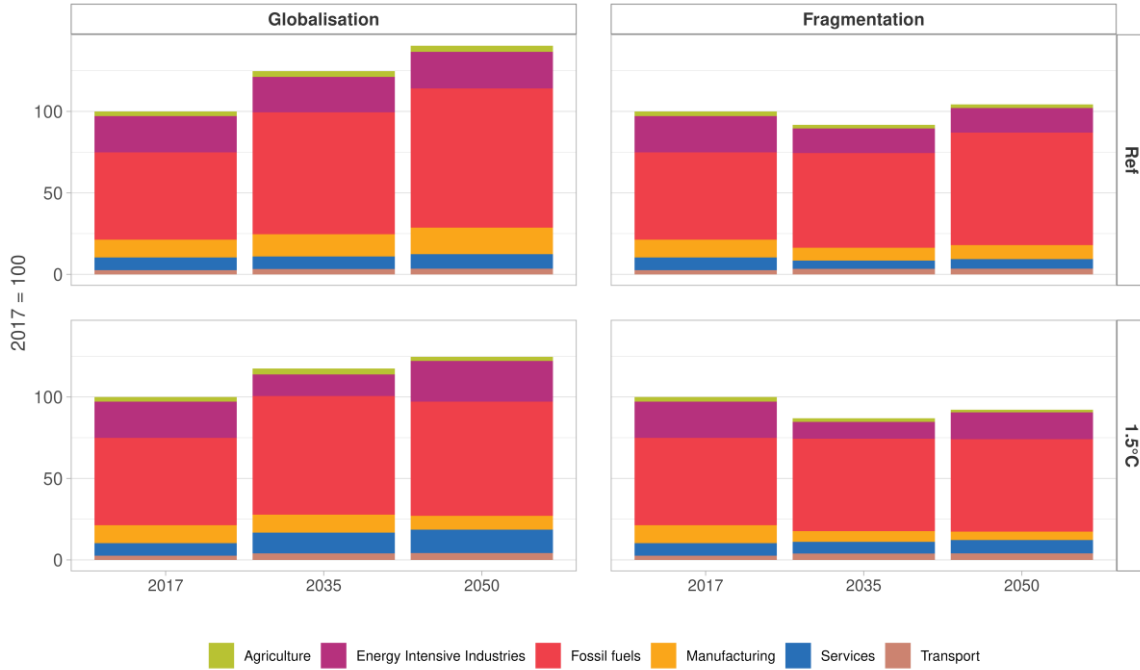 Globalisation
Fragmentation
100
50
0
Ref
2017 = 100
100
50
0
1.5°C
2017
2035
2050
2017
2035
2050
Agriculture
Energy Intensive Industries
Fossil fuels
Manufacturing
Services
Transport